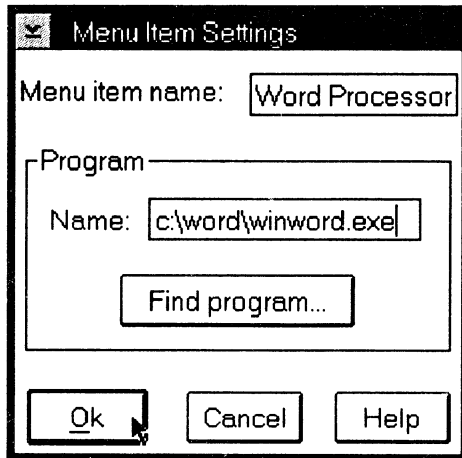 Menu Item Settings
Menu item name: Word Processor
Program
Name: c:\word\winword.exe
Find program...
Ok Cancel Help